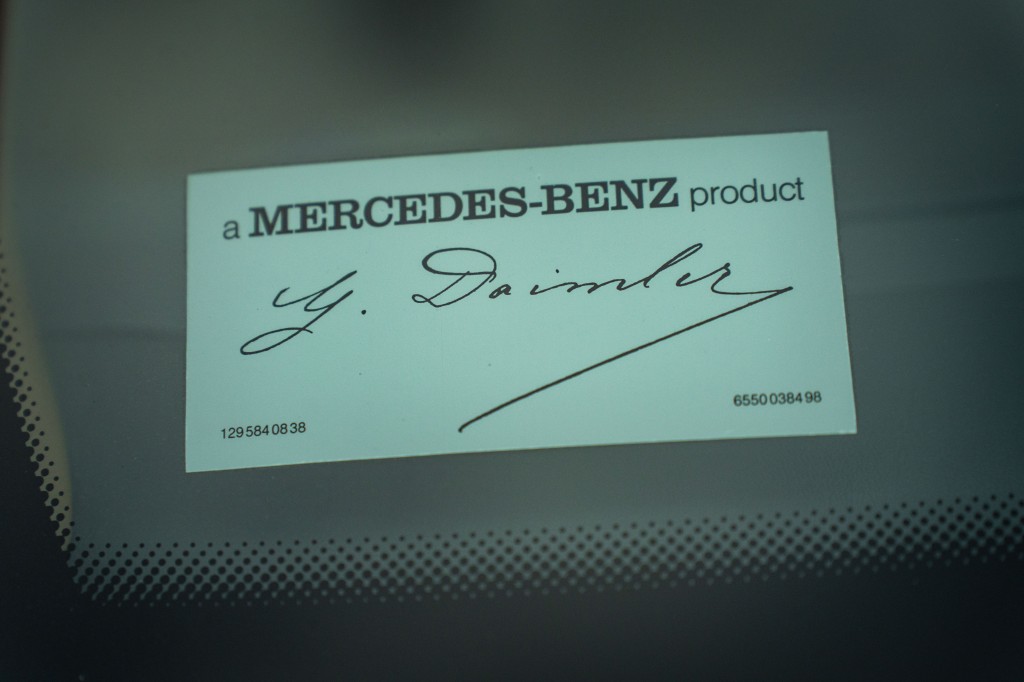 a MERCEDES-BENZ product
G. Daimler
1295840838
6550038498